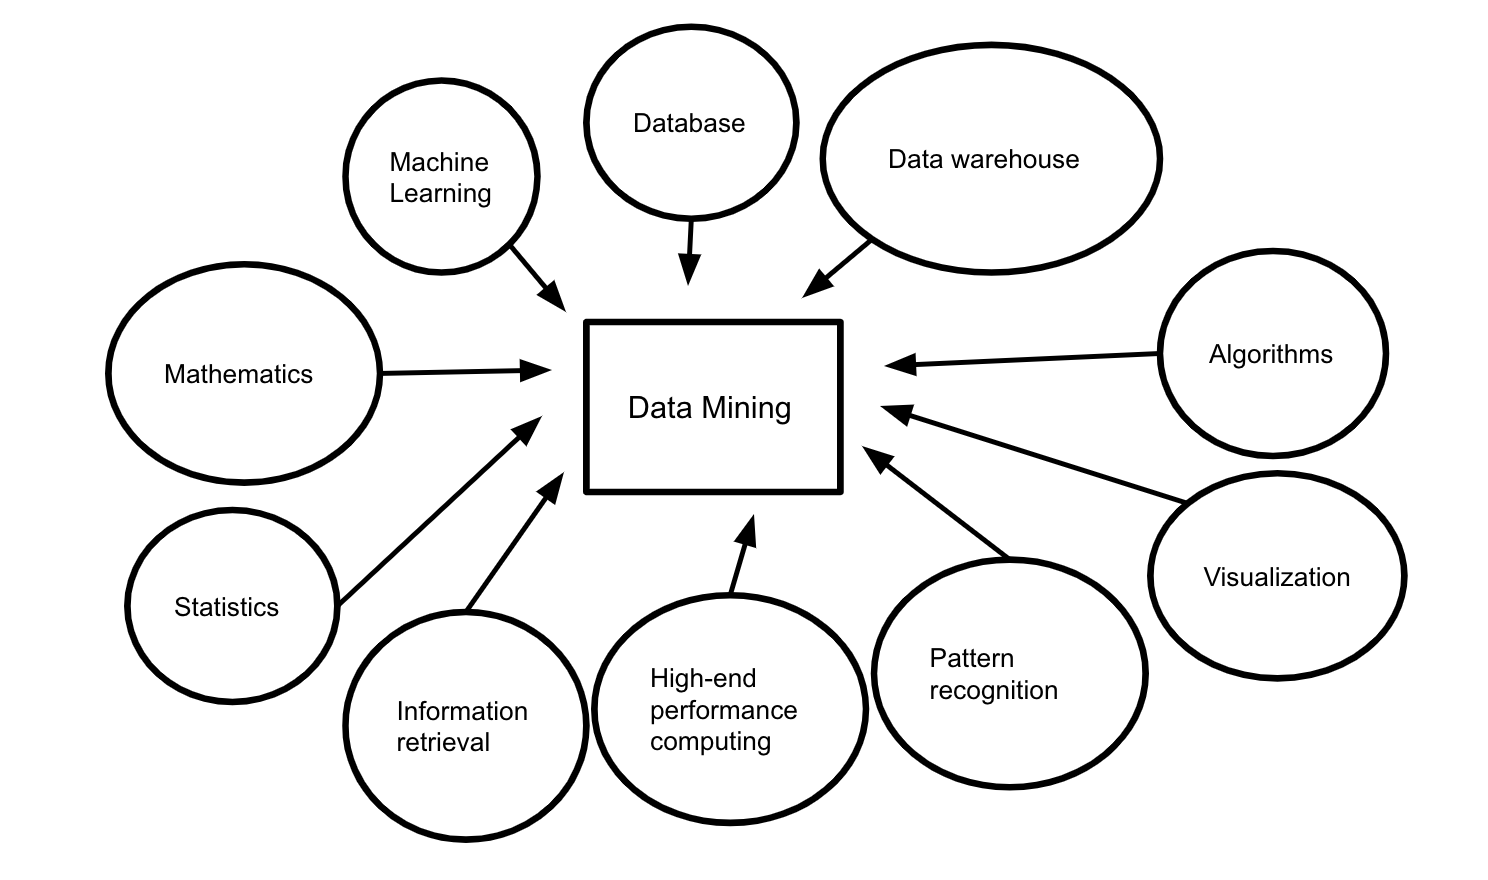 Database
Data warehouse
Machine
Learning
Algorithms
Mathematics
Data Mining
Visualization
Statistics
Pattern
recognition
High-end
performance
computing
Information
retrieval